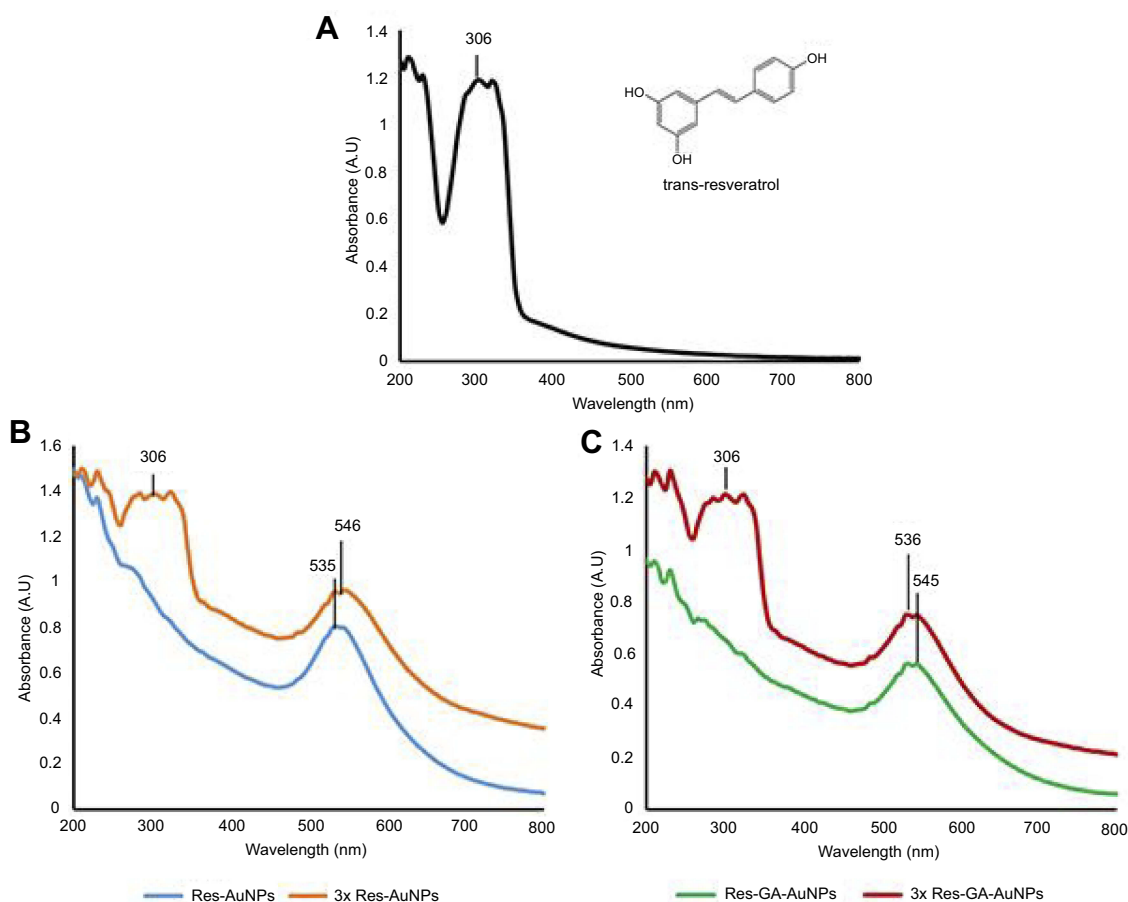 A
1.4
1.2
1
0.8
0.6
0.4
0.2
0
Absorbance (A.U)
306
200 300 400 500 600 700 800
Wavelength (nm)
HO
OH
OH
trans-resveratrol
B
1.6
1.4
1.2
1
0.8
0.6
0.4
0.2
0
Absorbance (A.U)
306
535
546
200 300 400 500 600 700 800
Wavelength (nm)
Res-AuNPs 3x Res-AuNPs
C
1.4
1.2
1
0.8
0.6
0.4
0.2
0
Absorbance (A.U)
306
536
545
200 300 400 500 600 700 800
Wavelength (nm)
Res-GA-AuNPs 3x Res-GA-AuNPs